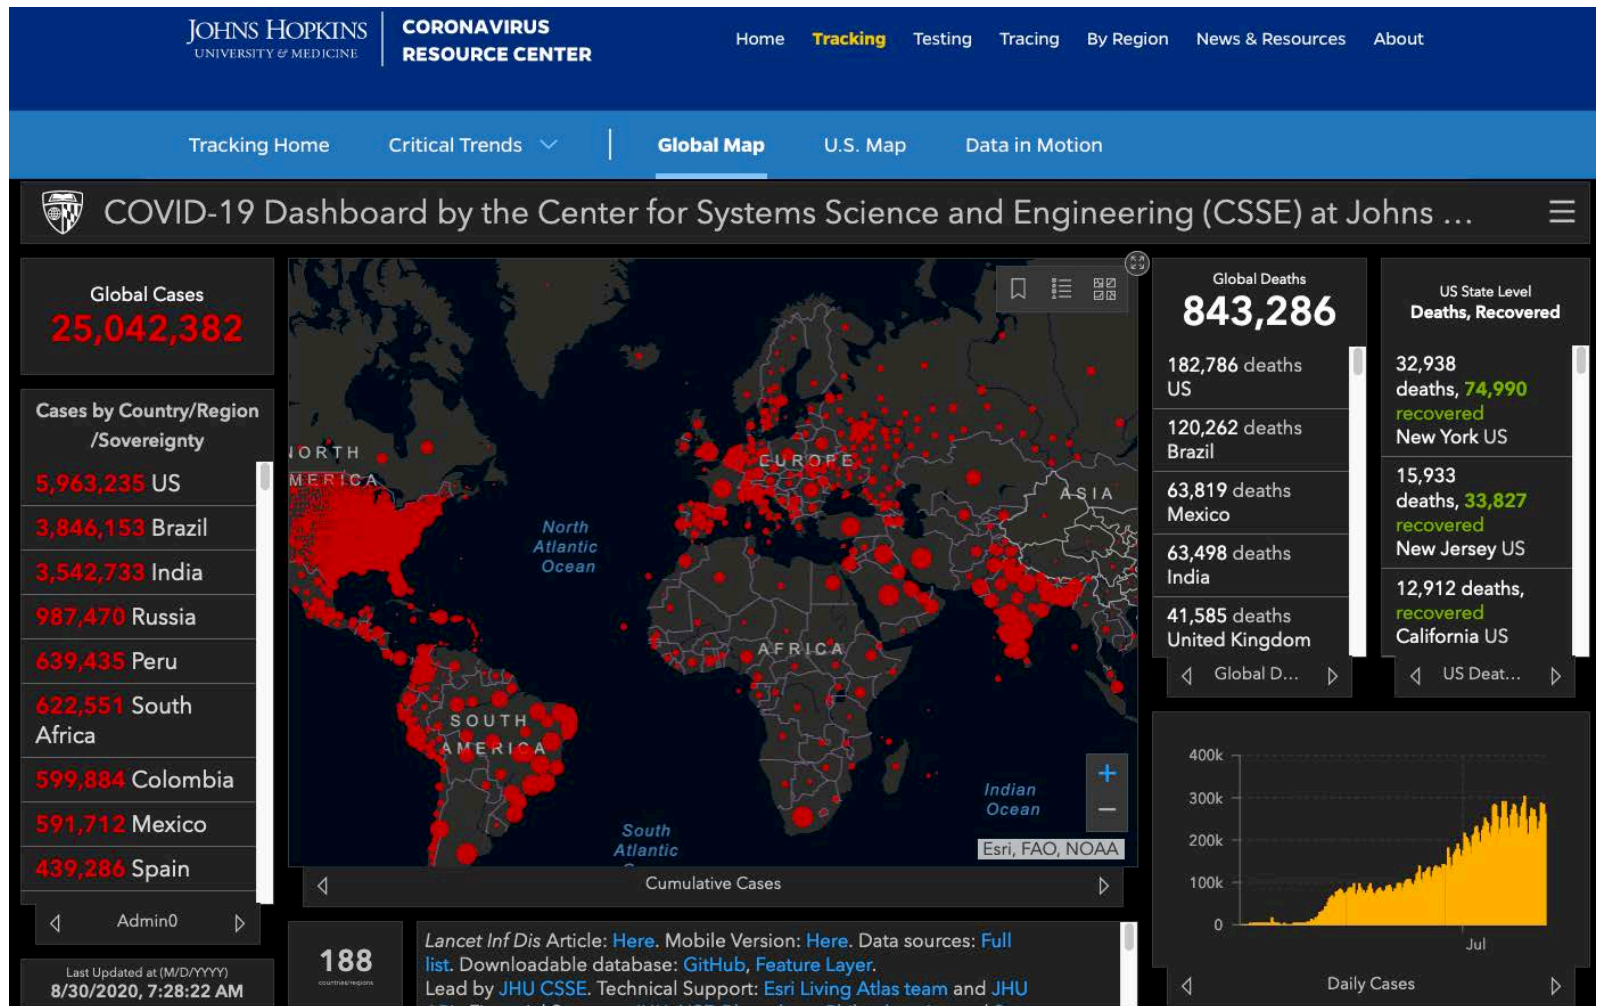 JOHNS HOPKINS
UNIVERSITY & MEDICINE
CORONAVIRUS
RESOURCE CENTER
Home Tracking Testing Tracing By Region News & Resources About
Tracking Home Critical Trends Global Map U.S. Map Data in Motion
COVID-19 Dashboard by the Center for Systems Science and Engineering (CSSE) at Johns ...
Global Cases
25,042,382
Cases by Country/Region
/Sovereignty
5,963,235 US
3,846,153 Brazil
3,542,733 India
987,470 Russia
639,435 Peru
622,551 South
Africa
599,884 Colombia
591,712 Mexico
439,286 Spain
Admin0
Last Updated at (M/D/YYYY)
8/30/2020, 7:28:22 AM
NORTH
AMERICA
EUROPE
ASIA
North
Atlantic
Ocean
AFRICA
SOUTH
AMERICA
Indian
Ocean
South
Atlantic
Esri, FAO, NOAA
Cumulative Cases
188
countries/regions
Lancet Inf Dis Article: Here. Mobile Version: Here. Data sources: Full
list. Downloadable database: GitHub, Feature Layer.
Lead by JHU CSSE. Technical Support: Esri Living Atlas team and JHU
Global Deaths
843,286
182,786 deaths
US
120,262 deaths
Brazil
63,819 deaths
Mexico
63,498 deaths
India
41,585 deaths
United Kingdom
Global D...
US State Level
Deaths, Recovered
32,938
deaths, 74,990
recovered
New York US
15,933
deaths, 33,827
recovered
New Jersey US
12,912 deaths,
recovered
California US
US Deat...
400k
300k
200k
100k
0
Jul
Daily Cases